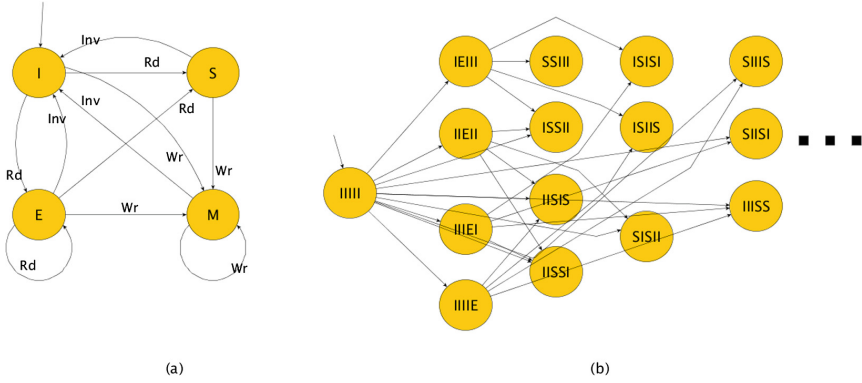 Inv
I
Rd
S
Inv
Inv
Rd
Rd
Wr
Wr
E
Wr
M
Rd
Wr
(a)
IEIII
SSIII
ISISI
SIIIS
IIEII
ISSII
ISIIS
SIISI
IIIII
IISIS
IIISS
IIIEI
SISII
IISSI
IIIIE
(b)